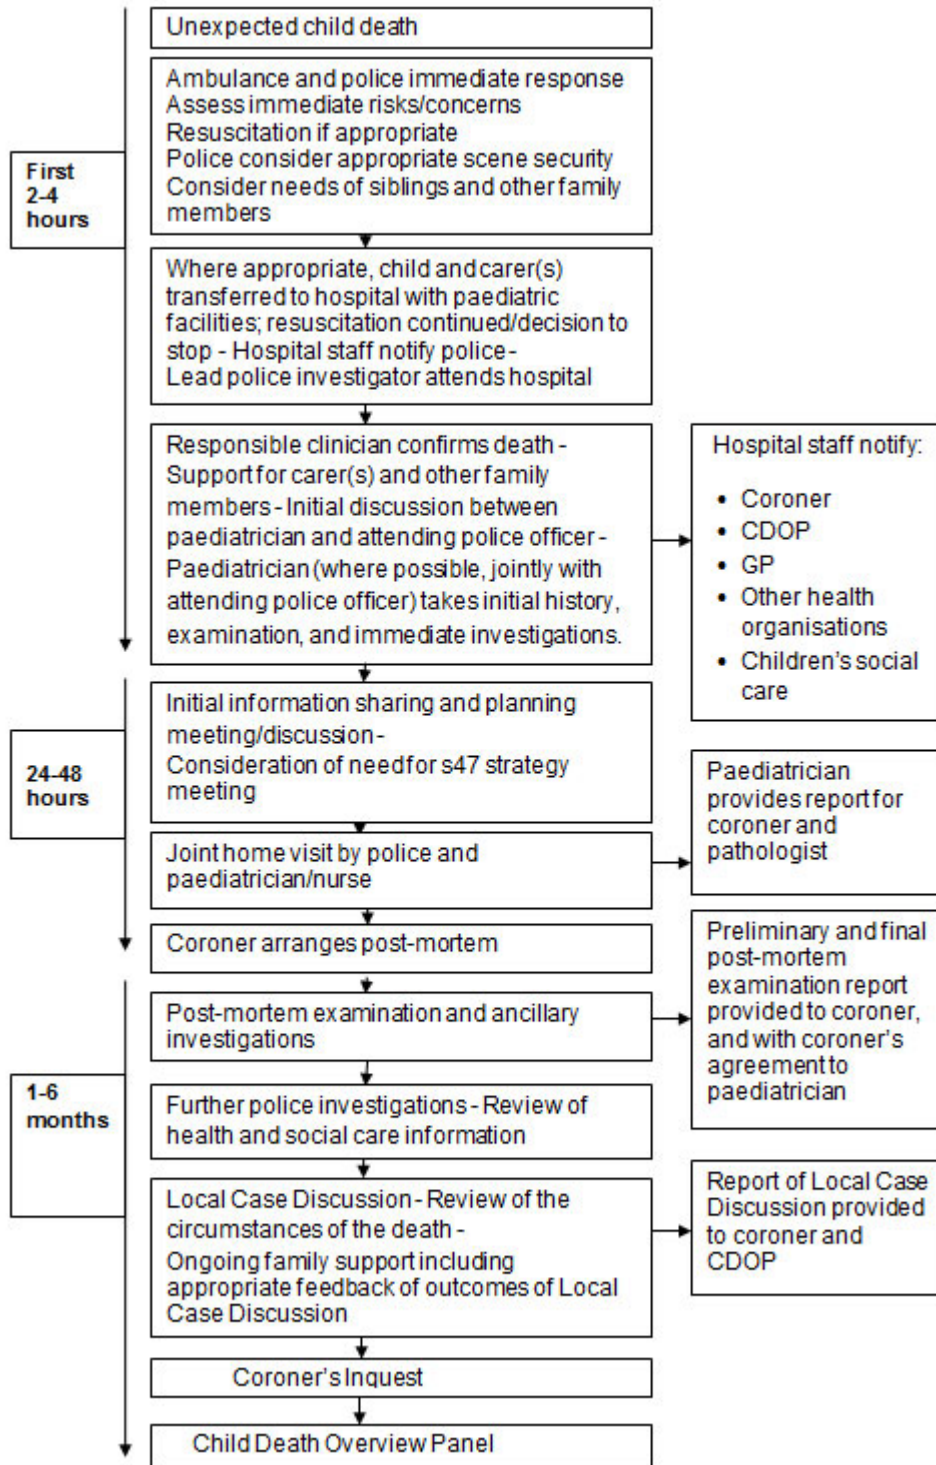 Unexpected child death
Ambulance and police immediate response
Assess immediate risks/concerns
Resuscitation if appropriate
Police consider appropriate scene security
Consider needs of siblings and other family
members
First
2-4
hours
Where appropriate, child and carer(s)
transferred to hospital with paediatric
facilities; resuscitation continued/decision to
stop - Hospital staff notify police -
Lead police investigator attends hospital
Responsible clinician confirms death -
Support for carer(s) and other family
members - Initial discussion between
paediatrician and attending police officer -
Paediatrician (where possible, jointly with
attending police officer) takes initial history,
examination, and immediate investigations.
Hospital staff notify:
• Coroner
• CDOP
• GP
• Other health
organisations
• Children's social
care
24-48
hours
Initial information sharing and planning
meeting/discussion-
Consideration of need for s47 strategy
meeting
Joint home visit by police and
paediatrician/nurse
Paediatrician
provides report for
coroner and
pathologist
Coroner arranges post-mortem
1-6
months
Post-mortem examination and ancillary
investigations
Preliminary and final
post-mortem
examination report
provided to coroner,
and with coroner's
agreement to
paediatrician
Further police investigations - Review of
health and social care information
Local Case Discussion - Review of the
circumstances of the death -
Ongoing family support including
appropriate feedback of outcomes of Local
Case Discussion
Report of Local Case
Discussion provided
to coroner and
CDOP
Coroner's Inquest
Child Death Overview Panel